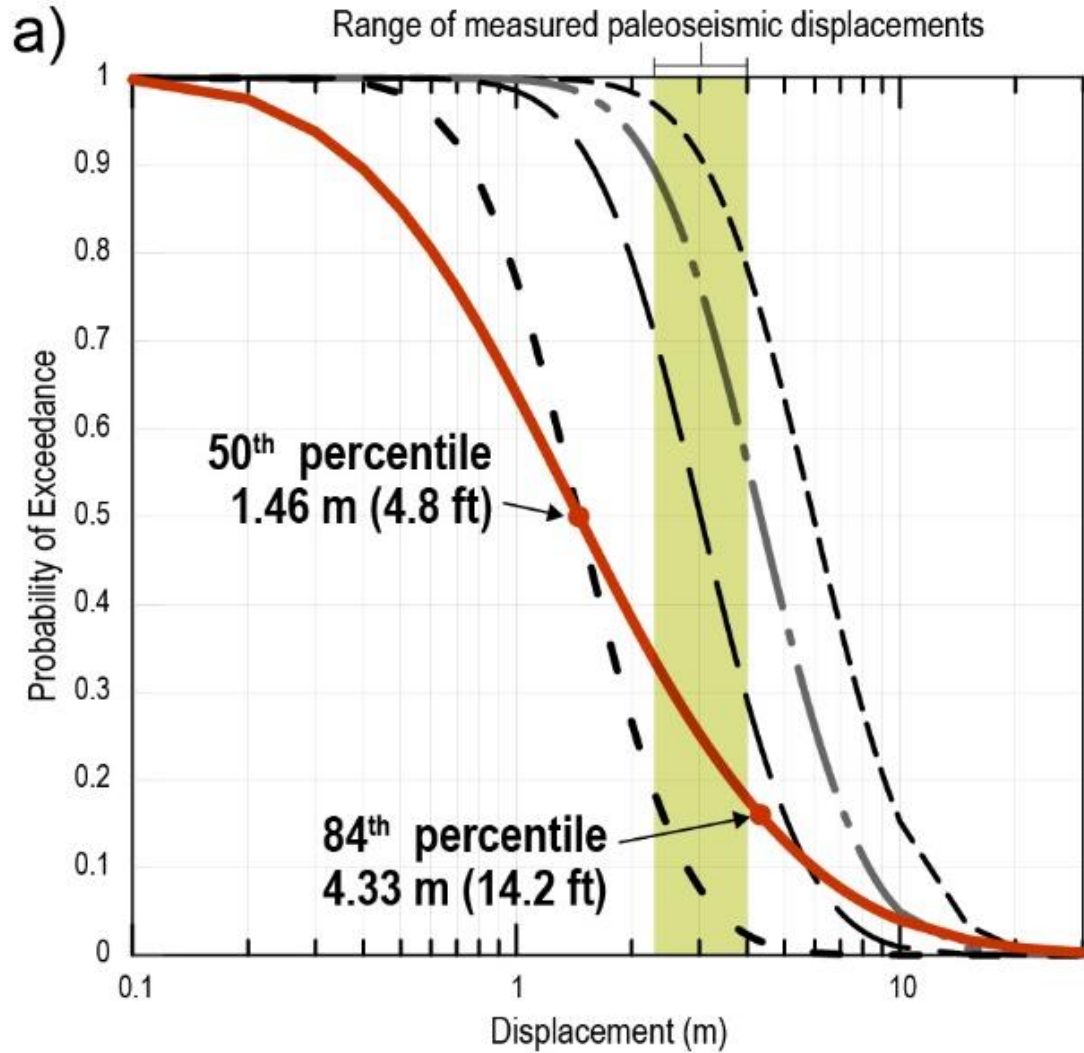 a)
Range of measured paleoseismic displacements
1
0.9
0.8
0.7
0.6
0.5
0.4
0.3
0.2
0.1
0
Probability of Exceedance
50th percentile
1.46 m (4.8 ft)
84th percentile
4.33 m (14.2 ft)
0.1
1
10
Displacement (m)